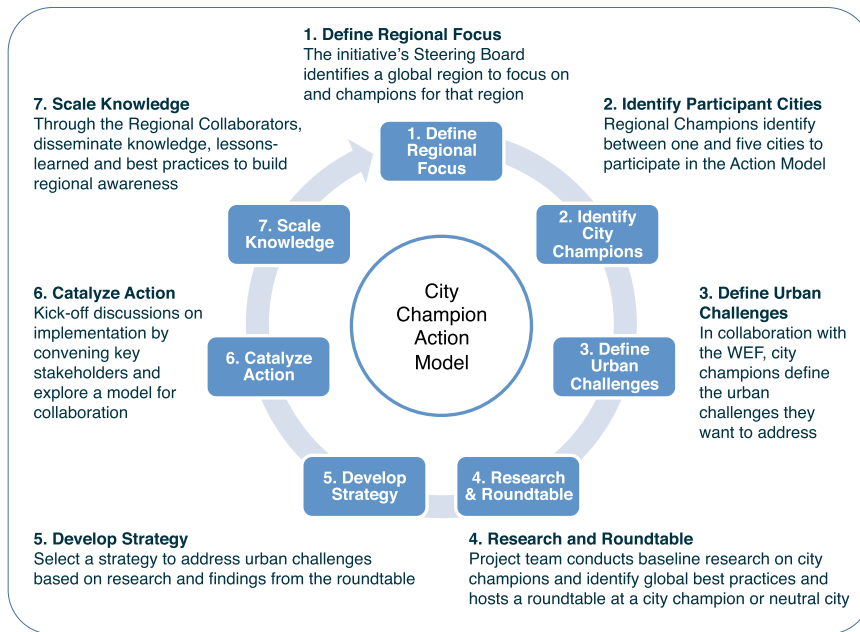 1. Define Regional Focus
The initiative's Steering Board
identifies a global region to focus on
and champions for that region
7. Scale Knowledge
Through the Regional Collaborators,
disseminate knowledge, lessons-
learned and best practices to build
regional awareness
2. Identify Participant Cities
Regional Champions identify
between one and five cities to
participate in the Action Model
1. Define
Regional
Focus
7. Scale
Knowledge
2. Identify
City
Champions
City
Champion
Action
Model
6. Catalyze Action
Kick-off discussions on
implementation by
convening key
stakeholders and
explore a model for
collaboration
6. Catalyze
Action
3. Define
Urban
Challenges
3. Define Urban
Challenges
In collaboration with
the WEF, city
champions define
the urban
challenges they
want to address
5. Develop
Strategy
4. Research
& Roundtable
5. Develop Strategy
Select a strategy to address urban challenges
based on research and findings from the roundtable
4. Research and Roundtable
Project team conducts baseline research on city
champions and identify global best practices and
hosts a roundtable at a city champion or neutral city